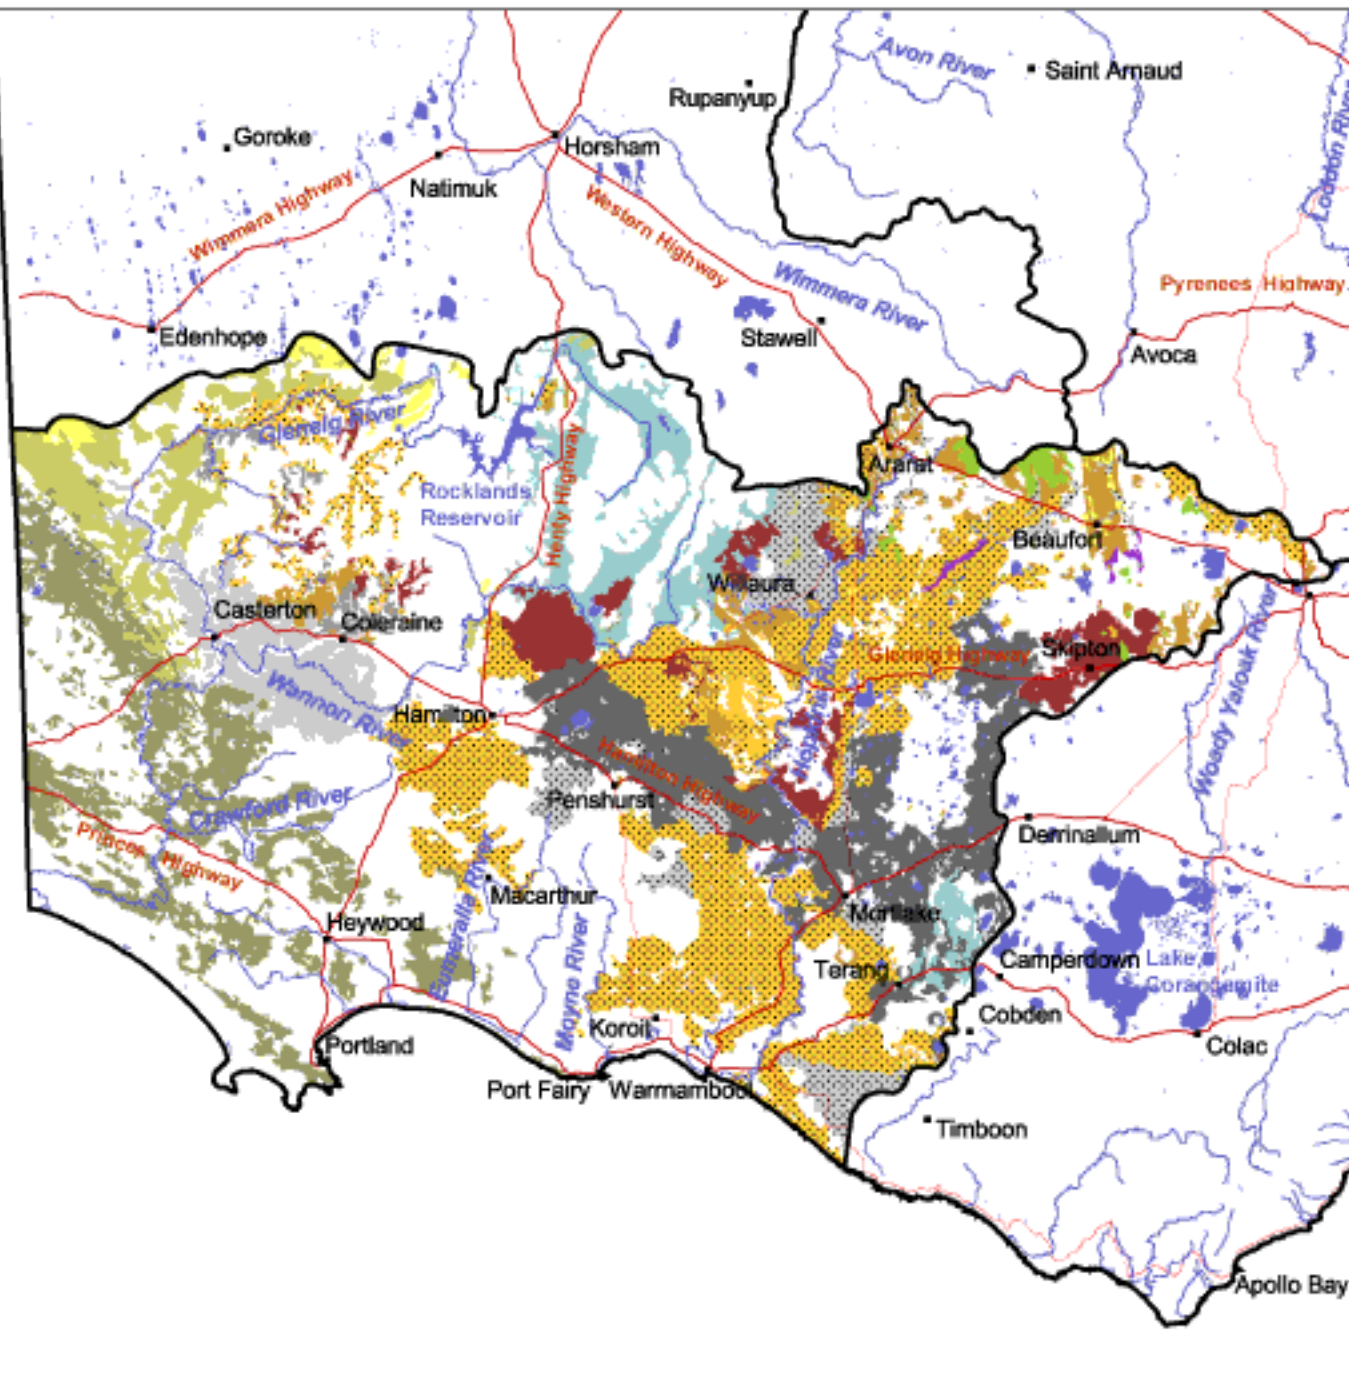 Avon River
Saint Arnaud
Rupanyup
Goroke
Horsham
Loddon River
Natimuk
Wimmera Highway
Western Highway
Wimmera River
Pyrenees Highway
Edenhope
Stawell
Avoca
Glenelg River
Ararat
Rocklands
Reservoir
Henty Highway
Beaufort
Willaura
Casterton
Coleraine
Skipton
Glenelg Highway
Wannon River
Hamilton
Hopkins River
Woady Yaloak River
Hamilton Highway
Penshurst
Crawford River
Princes Highway
Derrinallum
Macarthur
Mortlake
Heywood
Eumeralla River
Moyne River
Terang
Camperdown
Lake
Corangamite
Koroit
Cobden
Portland
Colac
Port Fairy
Warrnambool
Timboon
Apollo Bay